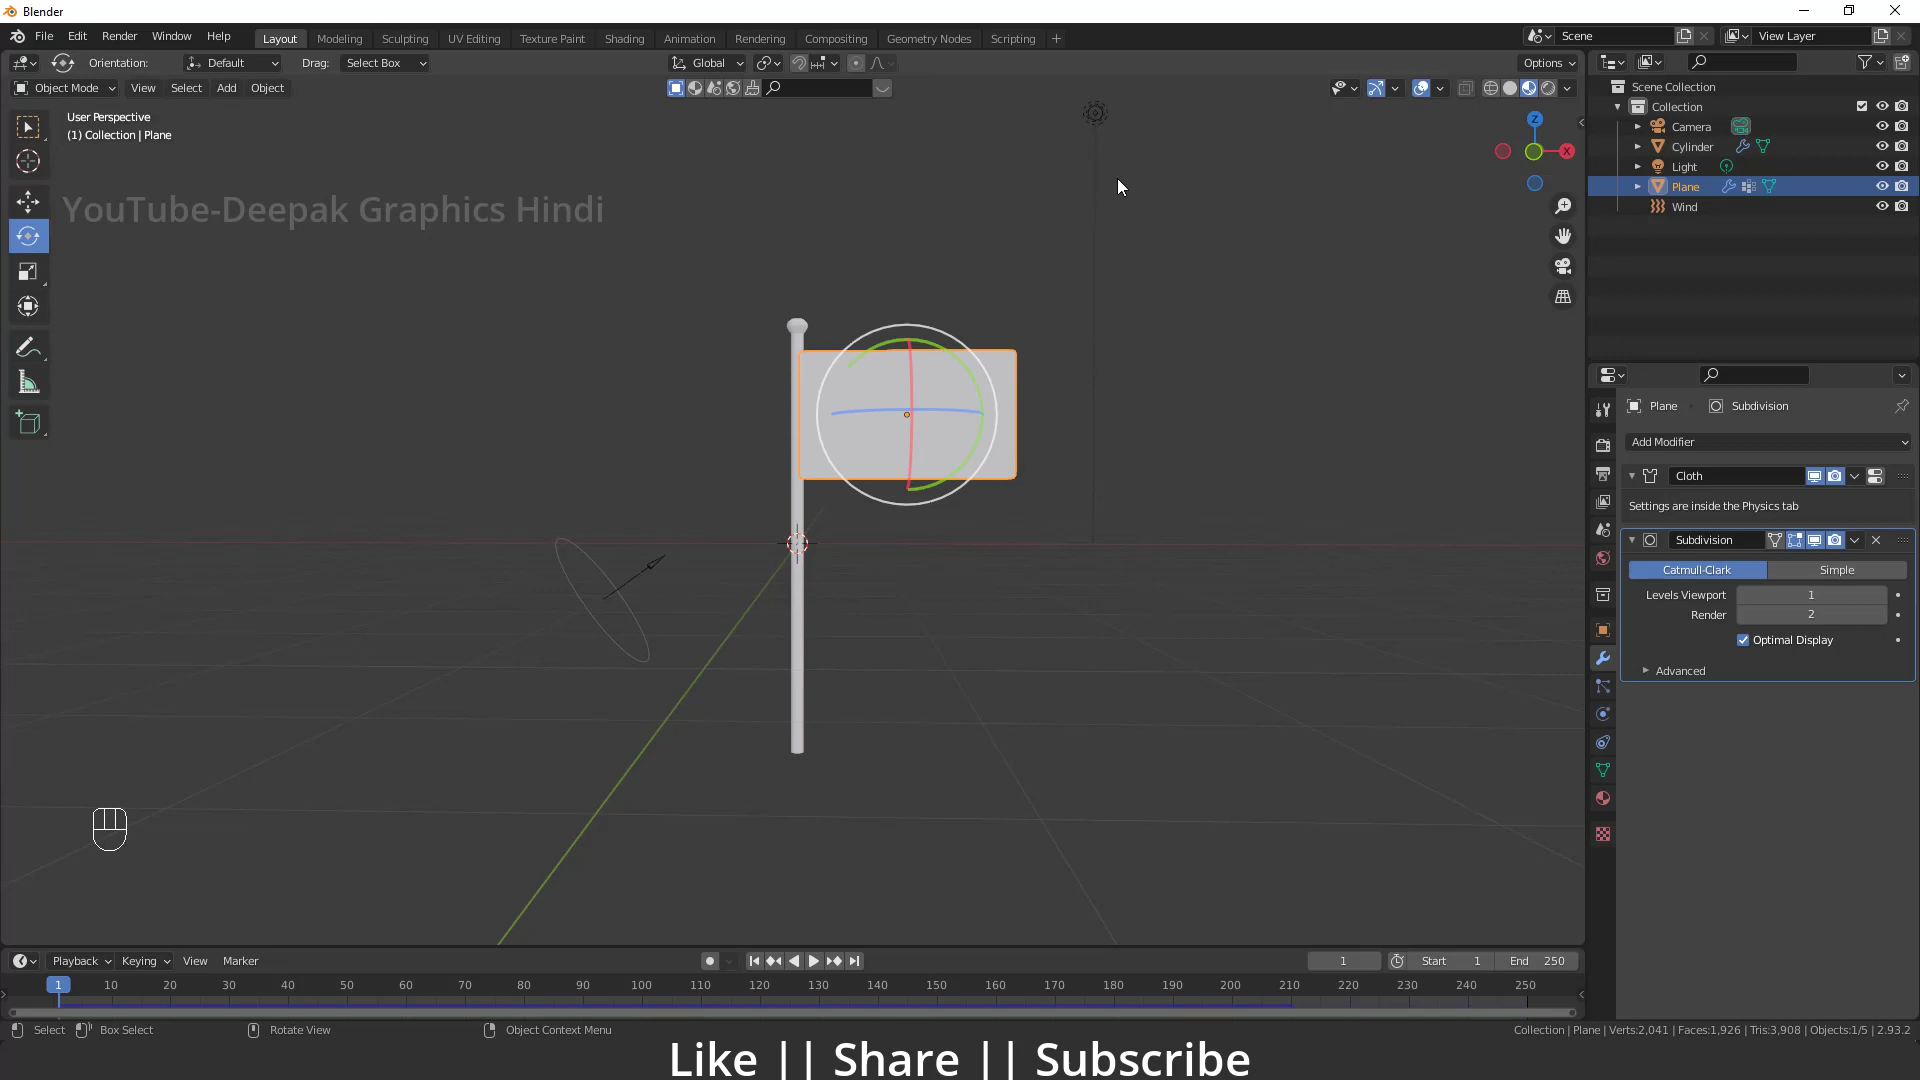 Blender
File Edit Render Window Help
Layout Modeling Sculpting UV Editing Texture Paint Shading Animation Rendering Compositing Geometry Nodes Scripting
Scene
View Layer
Orientation: Default Drag: Select Box
Global
Options
Object Mode View Select Add Object
User Perspective
(1) Collection | Plane
YouTube-Deepak Graphics Hindi
Z
X
Scene Collection
Collection
Camera
Cylinder
Light
Plane
Wind
Plane Subdivision
Add Modifier
Cloth
Settings are inside the Physics tab
Subdivision
Catmull-Clark Simple
Levels Viewport 1
Render 2
Optimal Display
Advanced
Playback Keying View Marker
1 Start 1 End 250
1 10 20 30 40 50 60 70 80 90 100 110 120 130 140 150 160 170 180 190 200 210 220 230 240 250
Select Box Select Rotate View Object Context Menu
Collection | Plane | Verts:2,041 | Faces:1,926 | Tris:3,908 | Objects:1/5 | 2.93.2
Like || Share || Subscribe